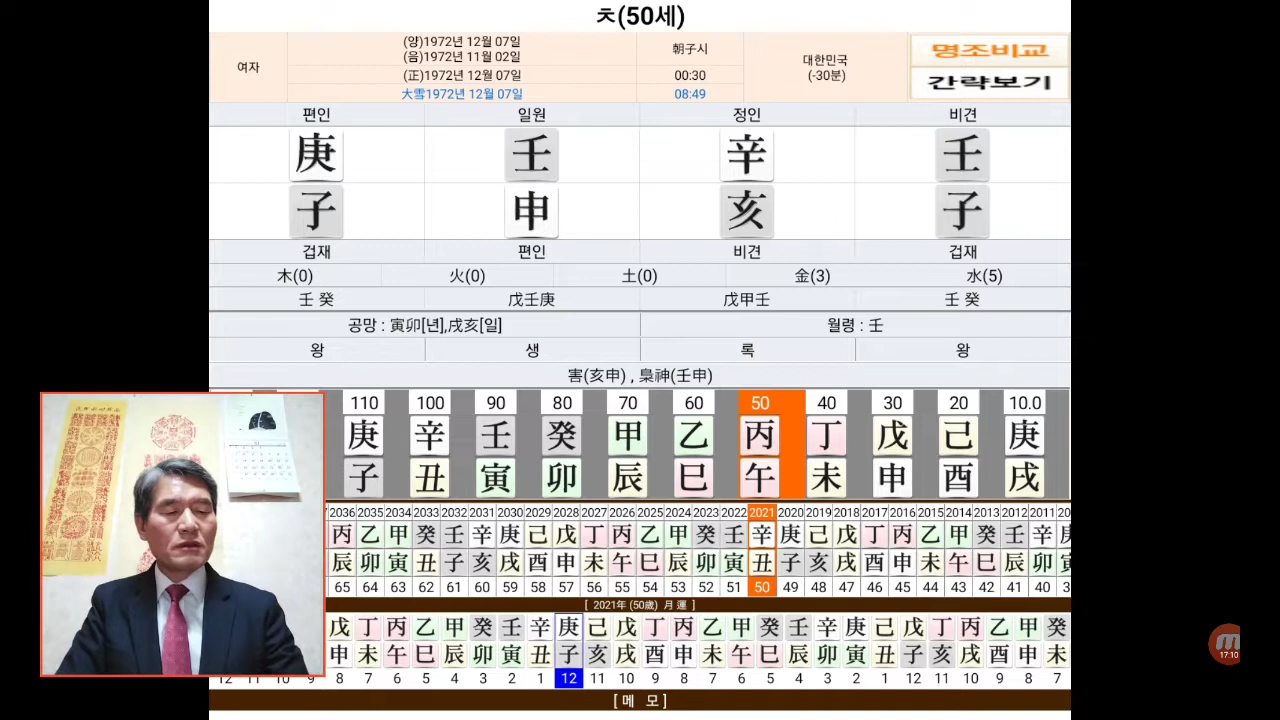 ㅊ(50세)
여자
(양)1972년 12월 07일
(음)1972년 11월 02일
(正)1972년 12월 07일
大雪1972년 12월 07일
朝子시
00:30
08:49
대한민국
(-30분)
명조비교
간략보기
편인 일원 정인 비견
庚 壬 辛 壬
子 申 亥 子
겁재 편인 비견 겁재
木(0) 火(0) 土(0) 金(3) 水(5)
壬 癸 戊壬庚 戊甲壬 壬 癸
공망 : 寅卯[년],戌亥[일] 월령 : 壬
왕 생 록 왕
害(亥申) , 梟神(壬申)
110 100 90 80 70 60 50 40 30 20 10.0
庚 辛 壬 癸 甲 乙 丙 丁 戊 己 庚
子 丑 寅 卯 辰 巳 午 未 申 酉 戌
2036 2035 2034 2033 2032 2031 2030 2029 2028 2027 2026 2025 2024 2023 2022 2021 2020 2019 2018 2017 2016 2015 2014 2013 2012 2011
丙 乙 甲 癸 壬 辛 庚 己 戊 丁 丙 乙 甲 癸 壬 辛 庚 己 戊 丁 丙 乙 甲 癸 壬 辛
辰 卯 寅 丑 子 亥 戌 酉 申 未 午 巳 辰 卯 寅 丑 子 亥 戌 酉 申 未 午 巳 辰 卯
65 64 63 62 61 60 59 58 57 56 55 54 53 52 51 50 49 48 47 46 45 44 43 42 41 40
[ 2021年 (50歲) 月 運 ]
戊 丁 丙 乙 甲 癸 壬 辛 庚 己 戊 丁 丙 乙 甲 癸 壬 辛 庚 己 戊 丁 丙 乙 甲 癸
申 未 午 巳 辰 卯 寅 丑 子 亥 戌 酉 申 未 午 巳 辰 卯 寅 丑 子 亥 戌 酉 申 未
8 7 6 5 4 3 2 1 12 11 10 9 8 7 6 5 4 3 2 1 12 11 10 9 8 7
[ 메 모 ]
17:10